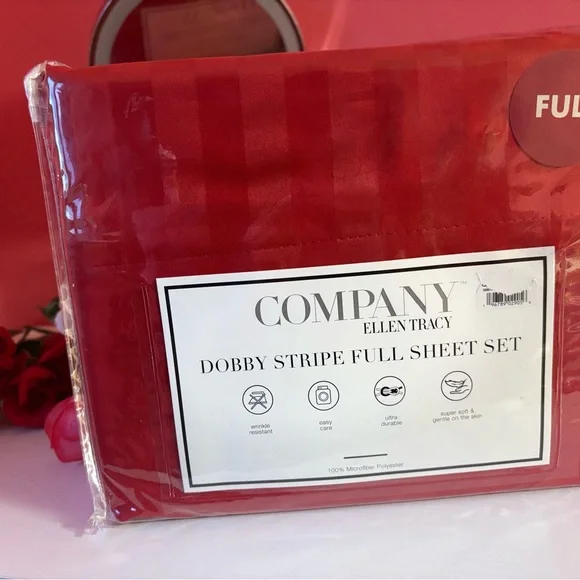 FUL
COMPANY™
ELLEN TRACY
DOBBY STRIPE FULL SHEET SET
wrinkle
resistant
easy
care
ultra
durable
super soft &
gentle on the skin
100% Microfiber Polyester